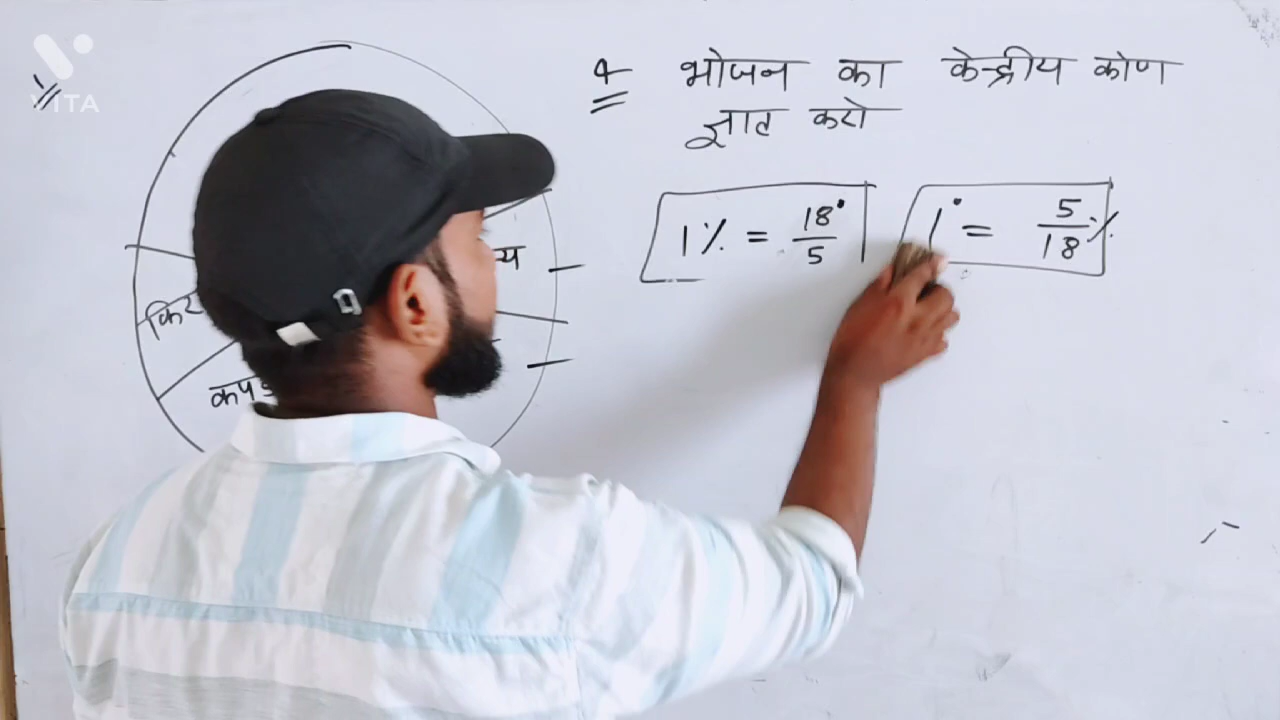 VITA
4 भोजन का केन्द्रीय कोण
ज्ञात करो
1% = 18°/5
1° = 5/18 %